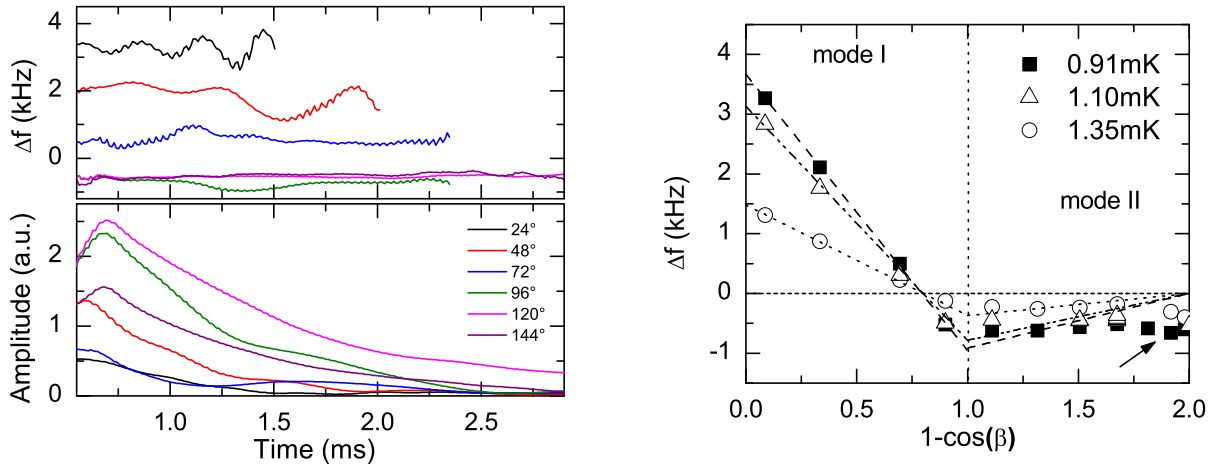 4
2
0
Δf (kHz)
2
1
0
Amplitude (a.u.)
24°
48°
72°
96°
120°
144°
1.0
1.5
2.0
2.5
Time (ms)
mode I
0.91mK
1.10mK
1.35mK
mode II
4
3
2
1
0
-1
Δf (kHz)
0.0
0.5
1.0
1.5
2.0
1-cos(β)